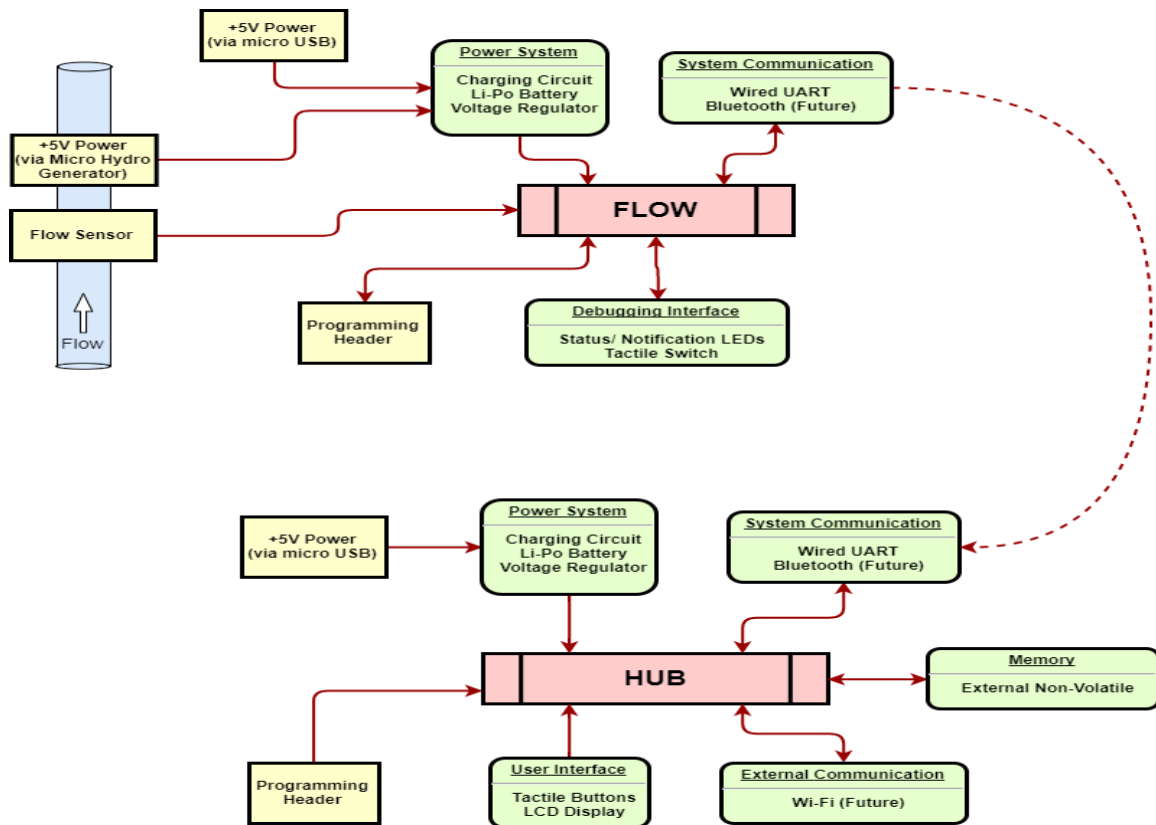 +5V Power
(via micro USB)
Power System
Charging Circuit
Li-Po Battery
Voltage Regulator
System Communication
Wired UART
Bluetooth (Future)
+5V Power
(via Micro Hydro
Generator)
Flow Sensor
FLOW
Flow
Programming
Header
Debugging Interface
Status/ Notification LEDs
Tactile Switch
+5V Power
(via micro USB)
Power System
Charging Circuit
Li-Po Battery
Voltage Regulator
System Communication
Wired UART
Bluetooth (Future)
HUB
Memory
External Non-Volatile
Programming
Header
User Interface
Tactile Buttons
LCD Display
External Communication
Wi-Fi (Future)